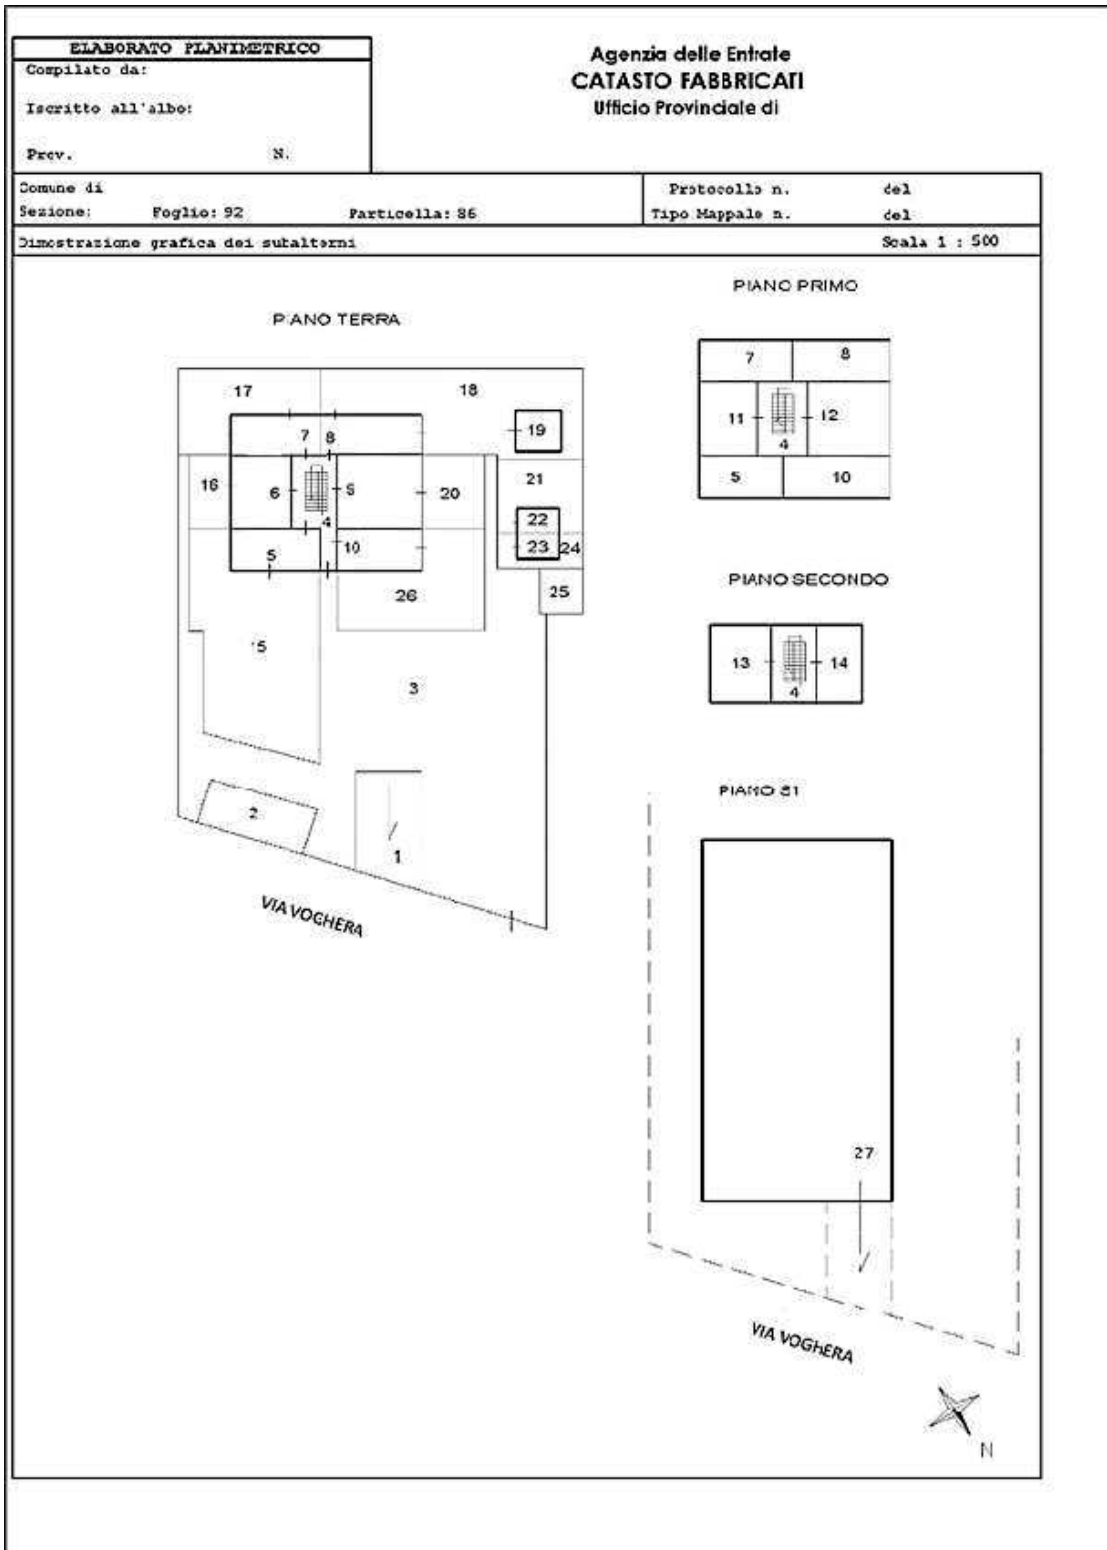 ELABORATO PLANIMETRICO
Compilato da:
Iscritto all'albo:
Prov. N.
Agenzia delle Entrate
CATASTO FABBRICATI
Ufficio Provinciale di
Comune di
Sezione: Foglio: 92 Particella: 86
Protocollo n. del
Tipo Mappale n. del
Dimostrazione grafica dei subalterni Scala 1 : 500
PIANO TERRA
17
18
19
7 8
16
6
4
20
21
22
23 24
5
10
25
26
15
3
2
1
VIA VOGHERA
PIANO PRIMO
7 8
11 12
4
5 10
PIANO SECONDO
13 14
4
PIANO S1
27
VIA VOGHERA
N